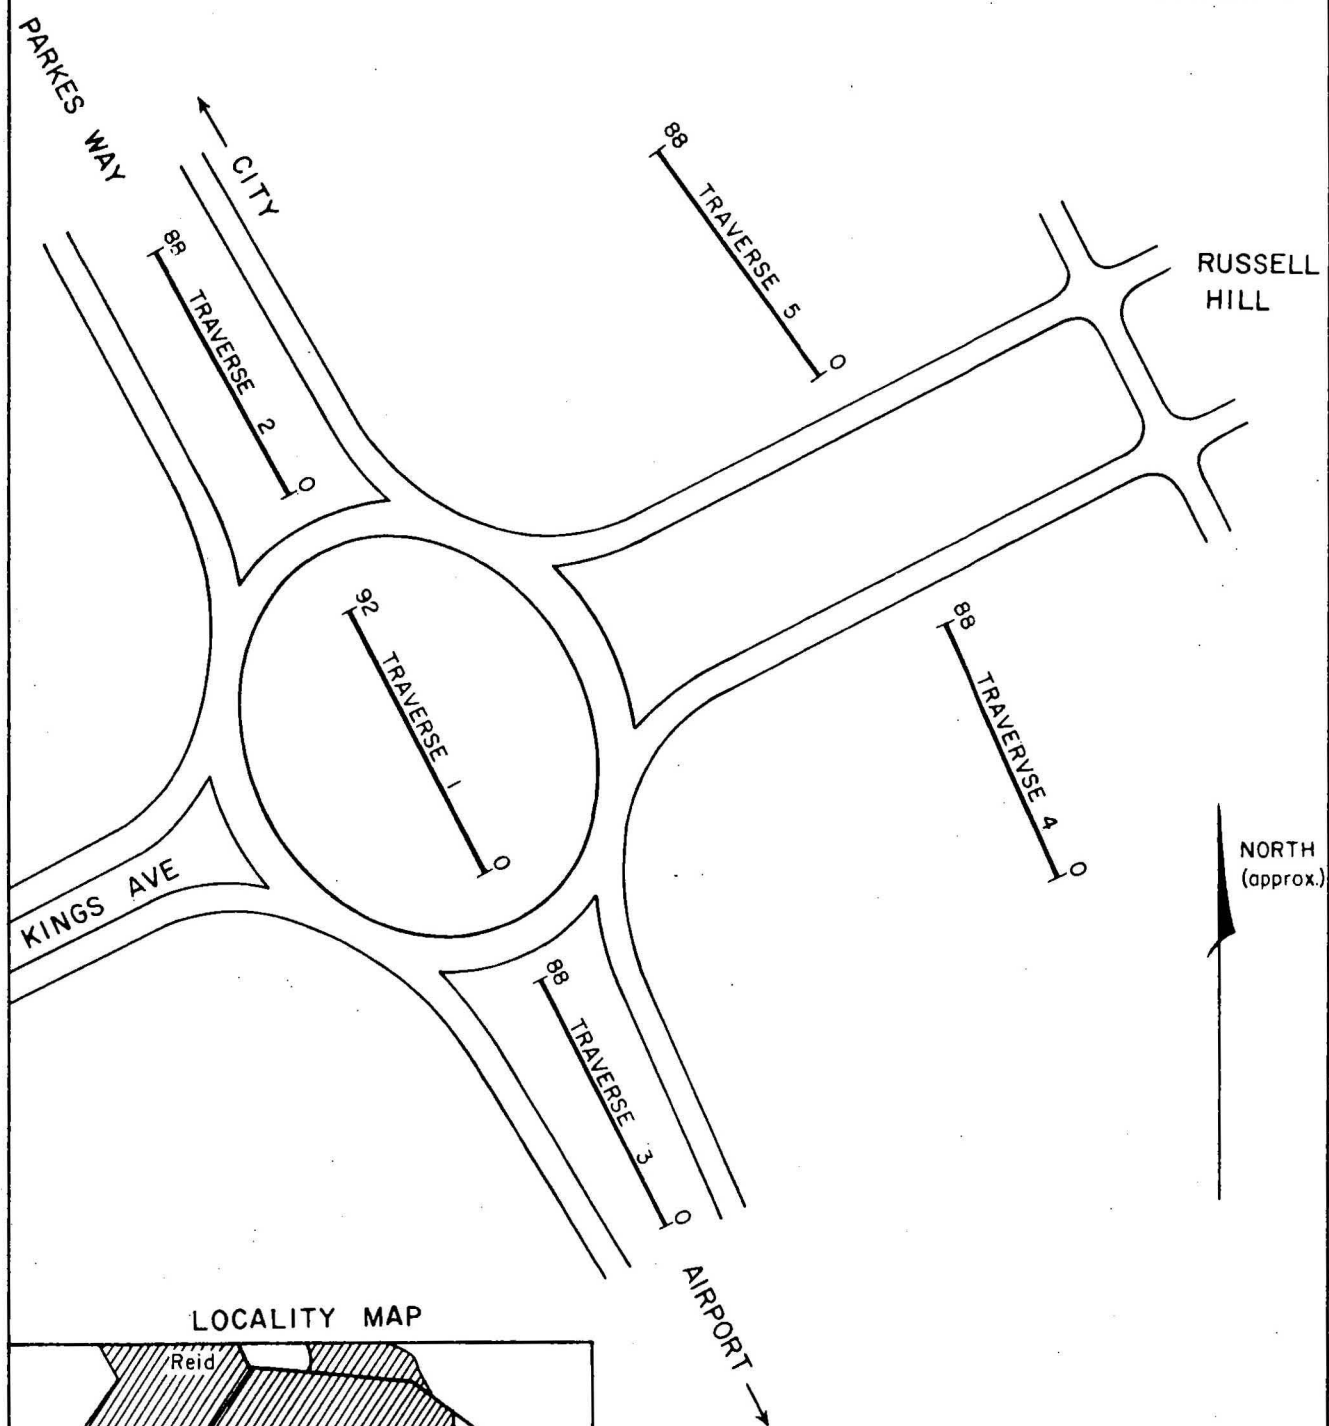 PARKES WAY
CITY
88
TRAVERSE 5
0
RUSSELL
HILL
88
TRAVERSE 2
0
92
TRAVERSE 1
0
88
TRAVERVSE 4
0
KINGS AVE
NORTH
(approx.)
88
TRAVERSE 3
0
AIRPORT
LOCALITY MAP
Reid